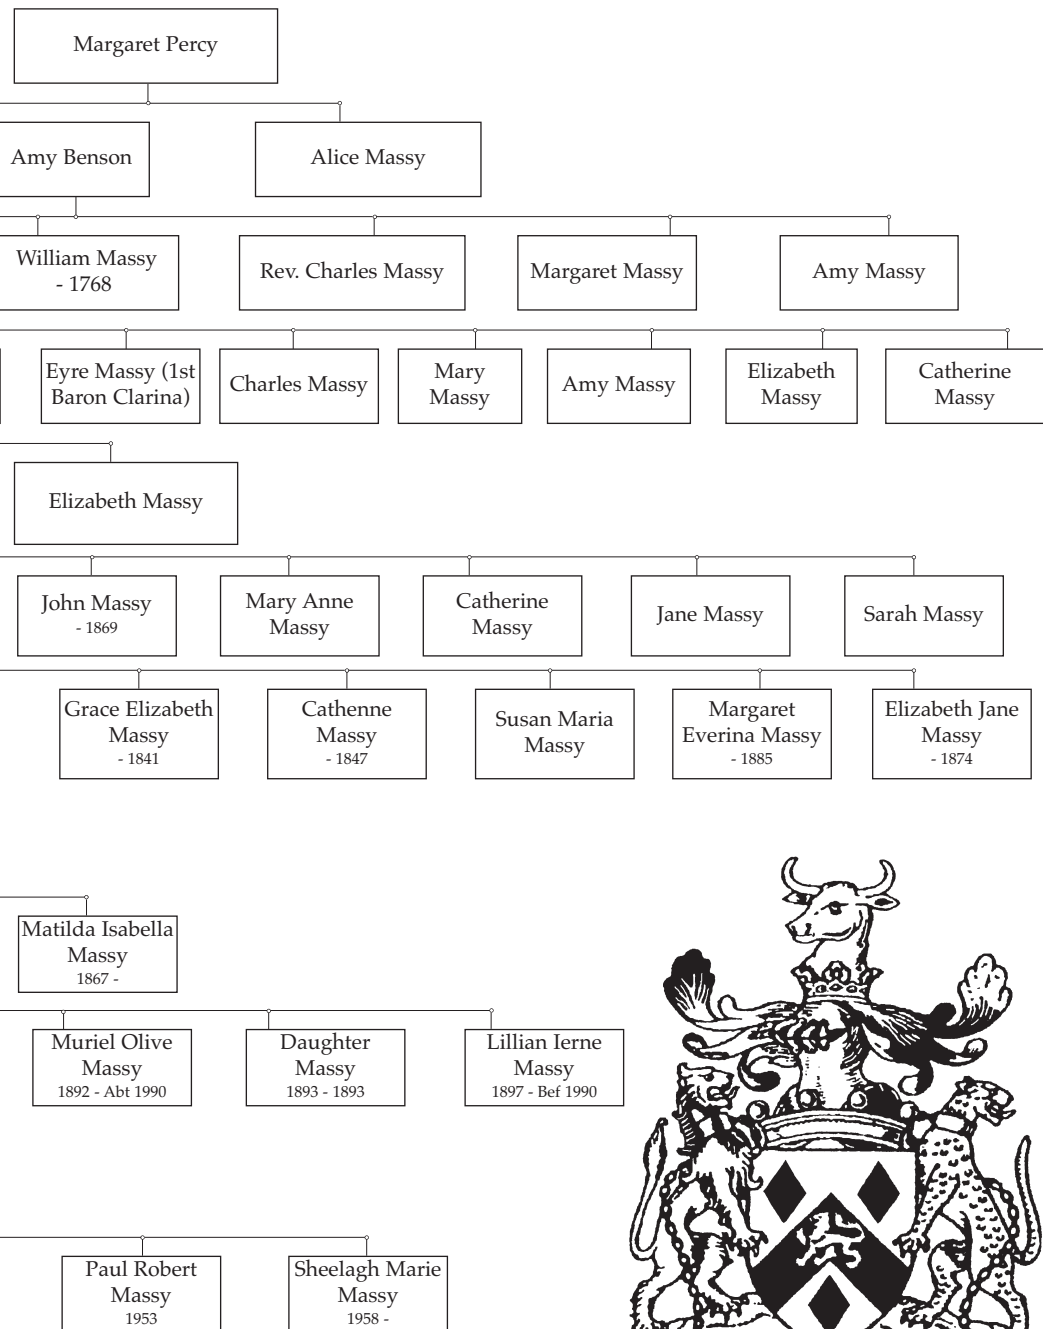 Margaret Percy
Amy Benson
Alice Massy
William Massy
- 1768
Rev. Charles Massy
Margaret Massy
Amy Massy
Eyre Massy (1st
Baron Clarina)
Charles Massy
Mary
Massy
Amy Massy
Elizabeth
Massy
Catherine
Massy
Elizabeth Massy
John Massy
- 1869
Mary Anne
Massy
Catherine
Massy
Jane Massy
Sarah Massy
Grace Elizabeth
Massy
- 1841
Cathenne
Massy
- 1847
Susan Maria
Massy
Margaret
Everina Massy
- 1885
Elizabeth Jane
Massy
- 1874
Matilda Isabella
Massy
1867 -
Muriel Olive
Massy
1892 - Abt 1990
Daughter
Massy
1893 - 1893
Lillian Ierne
Massy
1897 - Bef 1990
Paul Robert
Massy
1953
Sheelagh Marie
Massy
1958 -